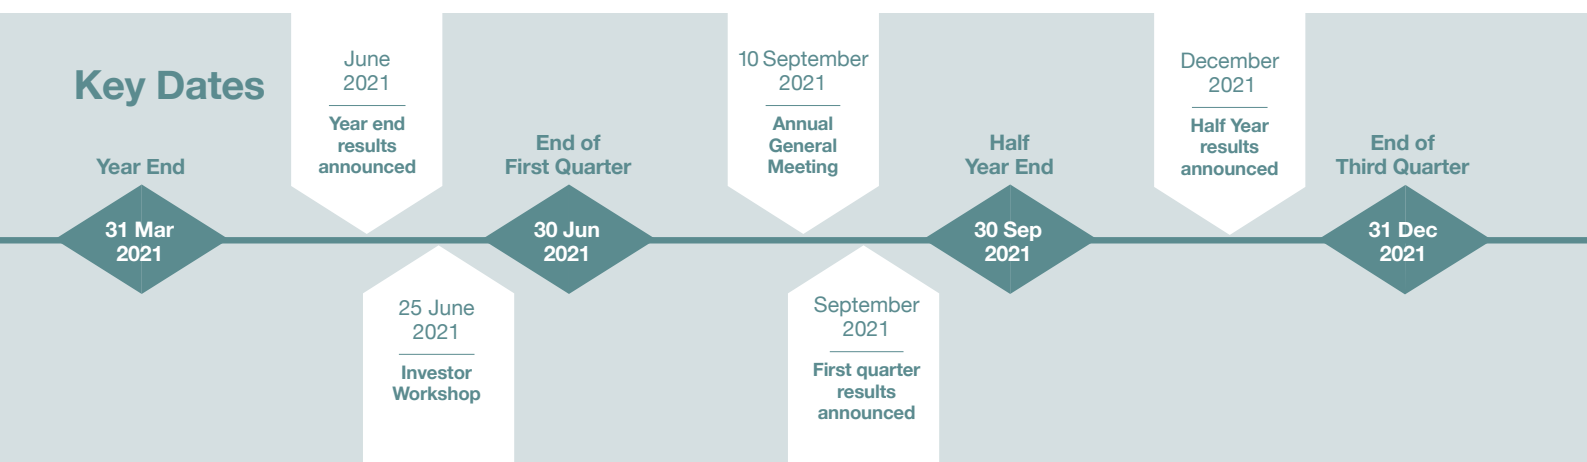 Key Dates
Year End
31 Mar
2021
June
2021
Year end
results
announced
25 June
2021
Investor
Workshop
End of
First Quarter
30 Jun
2021
10 September
2021
Annual
General
Meeting
September
2021
First quarter
results
announced
Half
Year End
30 Sep
2021
December
2021
Half Year
results
announced
End of
Third Quarter
31 Dec
2021